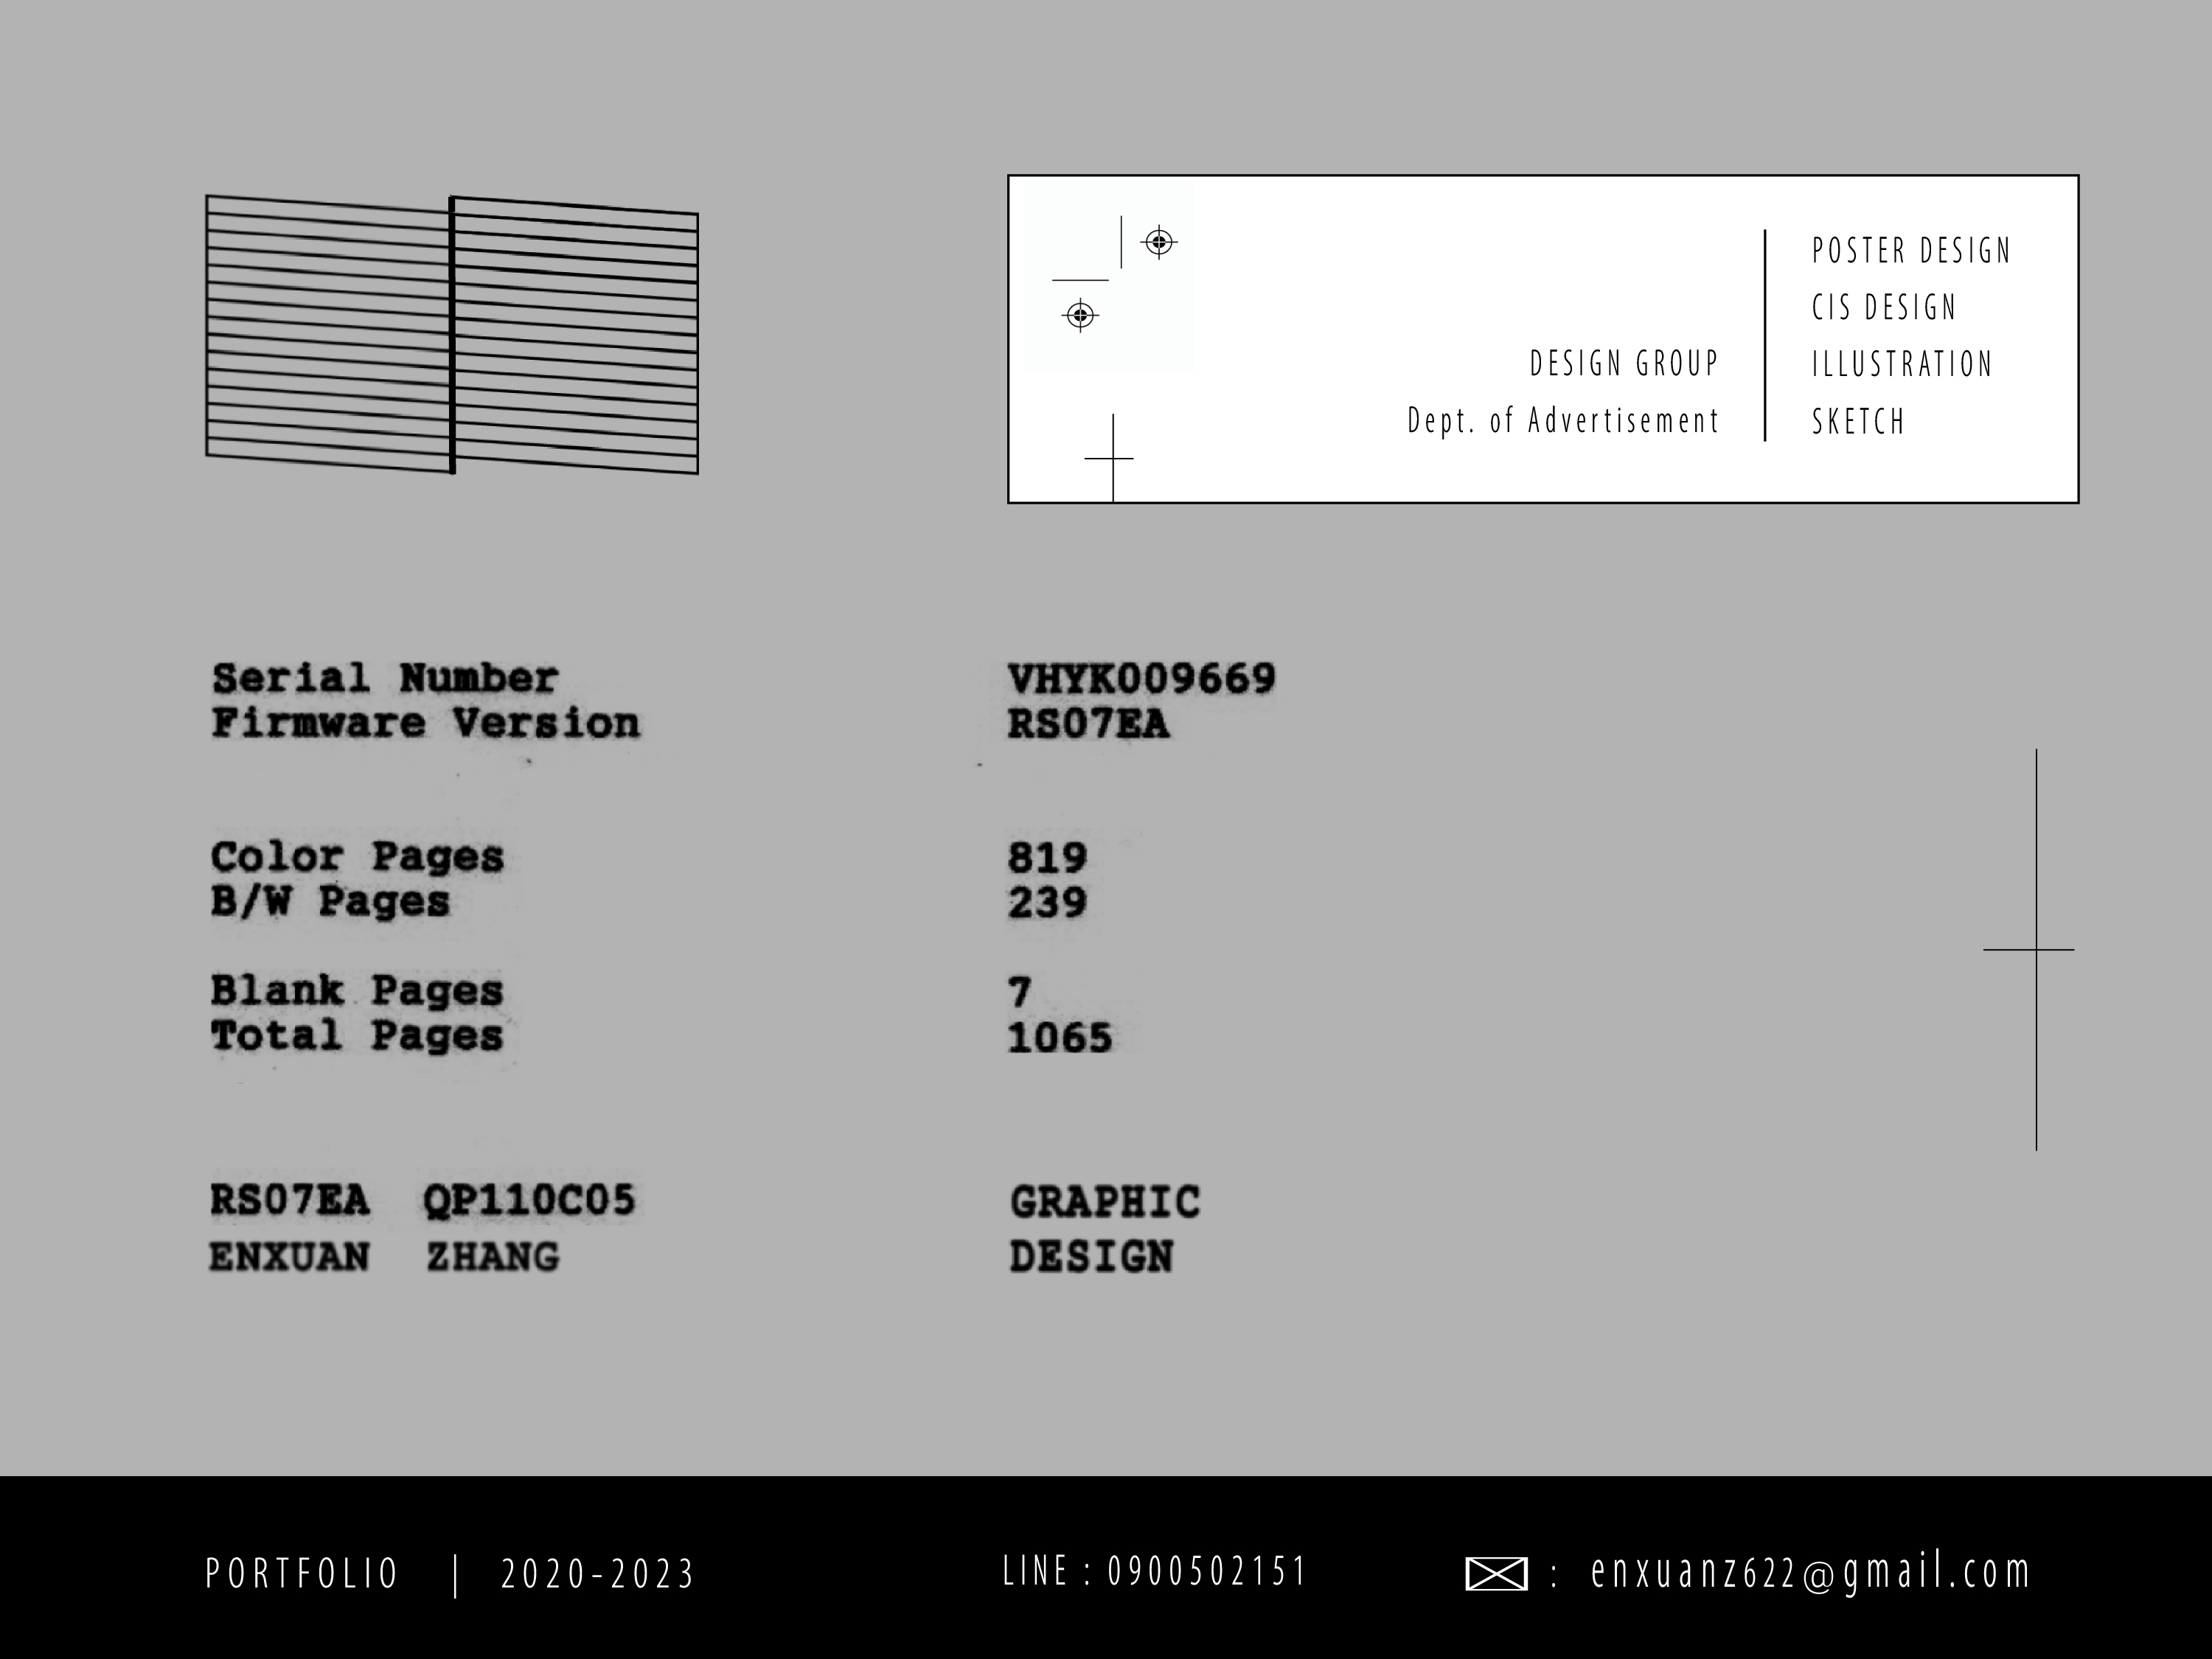 POSTER DESIGN
CIS DESIGN
DESIGN GROUP
ILLUSTRATION
Dept. of Advertisement
SKETCH
Serial Number VHYK009669
Firmware Version RS07EA
Color Pages 819
B/W Pages 239
Blank Pages 7
Total Pages 1065
RS07EA QP110C05 GRAPHIC
ENXUAN ZHANG DESIGN
PORTFOLIO | 2020-2023 LINE : 0900502151 : enxuanz622@gmail.com